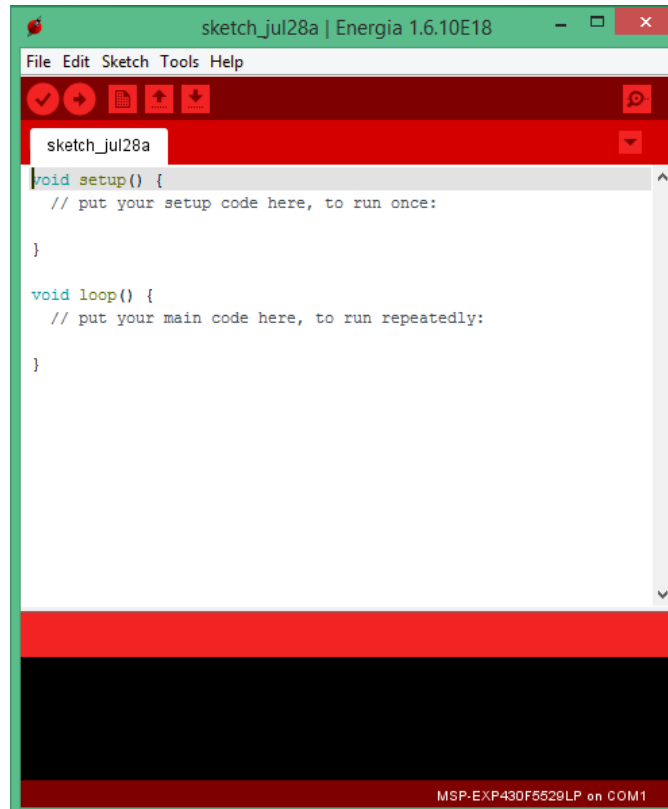 sketch_jul28a | Energia 1.6.10E18
File Edit Sketch Tools Help
sketch_jul28a
void setup() {
  // put your setup code here, to run once:
}
void loop() {
  // put your main code here, to run repeatedly:
}
MSP-EXP430F5529LP on COM1